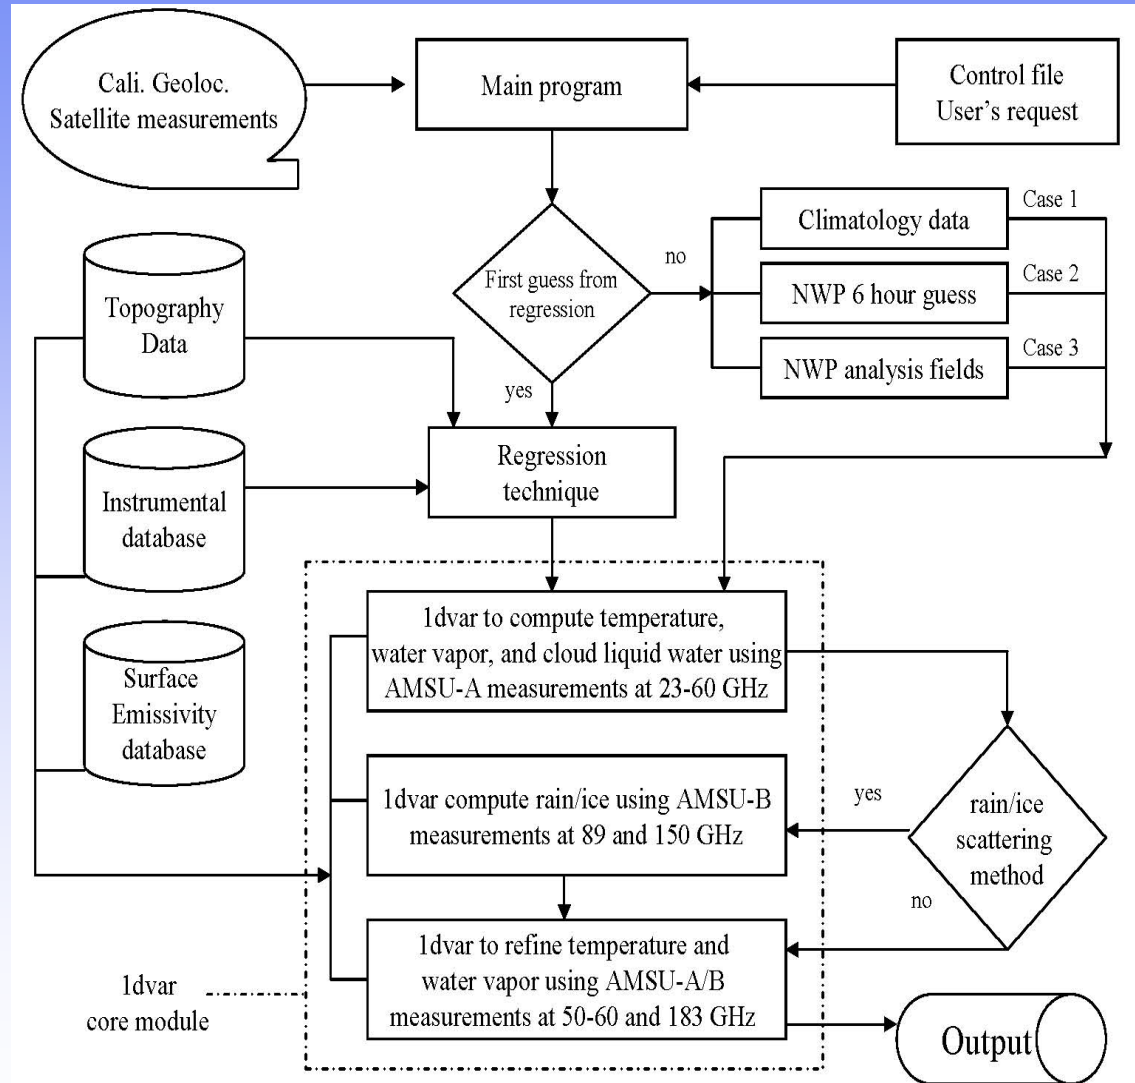 Cali. Geoloc.
Satellite measurements
Main program
Control file
User's request
First guess from
regression
no
yes
Climatology data
Case 1
NWP 6 hour guess
Case 2
NWP analysis fields
Case 3
Topography
Data
Instrumental
database
Surface
Emissivity
database
Regression
technique
1dvar to compute temperature,
water vapor, and cloud liquid water using
AMSU-A measurements at 23-60 GHz
1dvar compute rain/ice using AMSU-B
measurements at 89 and 150 GHz
yes
rain/ice
scattering
method
no
1dvar to refine temperature and
water vapor using AMSU-A/B
measurements at 50-60 and 183 GHz
1dvar
core module
Output